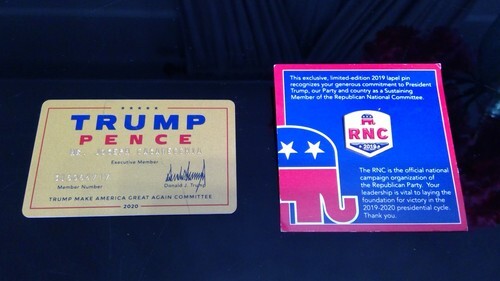 TRUMP
PENCE
Executive Member
Member Number
Donald J. Trump
TRUMP MAKE AMERICA GREAT AGAIN COMMITTEE
2020
This exclusive, limited-edition 2019 lapel pin
recognizes your generous commitment to President
Trump, our Party and country as a Sustaining
Member of the Republican National Committee.
RNC
2019
The RNC is the official national
campaign organization of
the Republican Party. Your
leadership is vital to laying the
foundation for victory in the
2019-2020 presidential cycle.
Thank you.